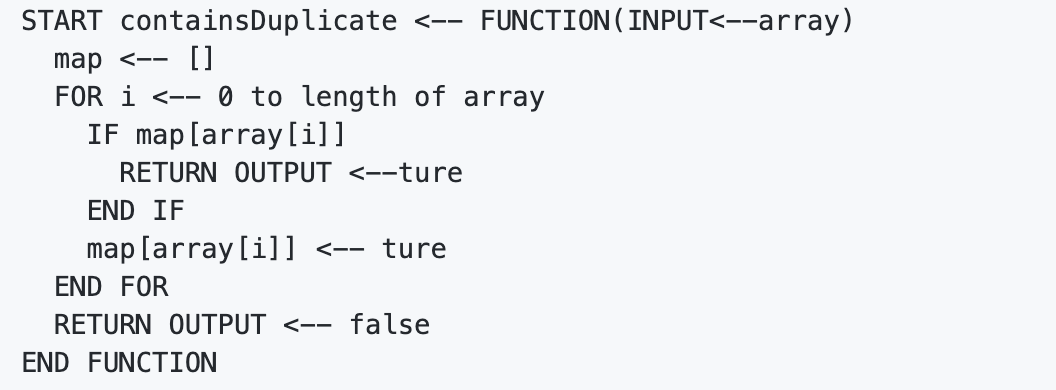 START containsDuplicate <-- FUNCTION(INPUT<--array)
  map <-- []
  FOR i <-- 0 to length of array
    IF map[array[i]]
      RETURN OUTPUT <--ture
    END IF
    map[array[i]] <-- ture
  END FOR
  RETURN OUTPUT <-- false
END FUNCTION